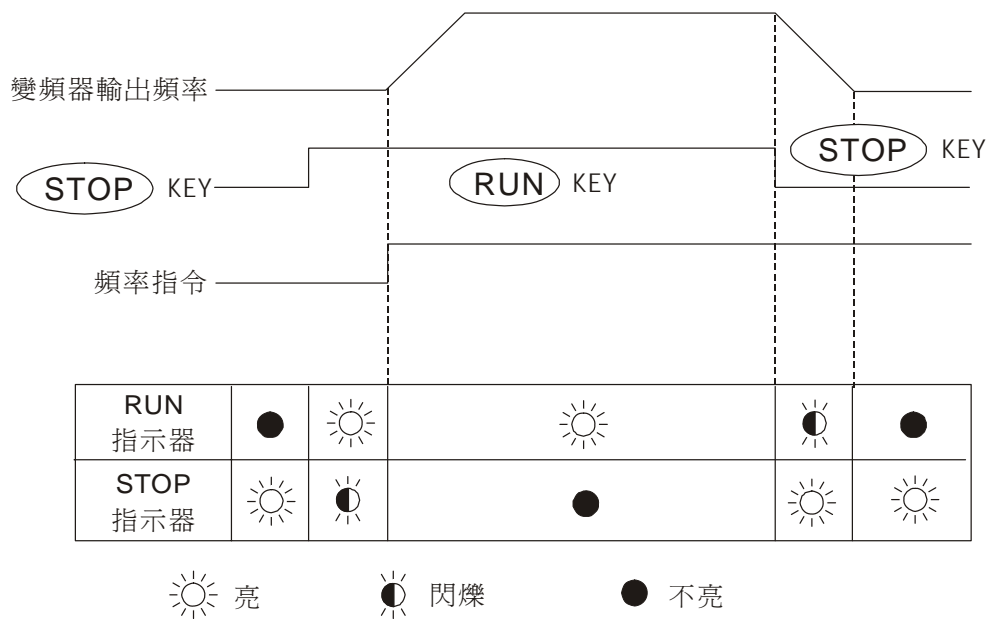 變頻器輸出頻率
STOP KEY
STOP KEY
RUN KEY
頻率指令
RUN
指示器
STOP
指示器
亮
閃爍
不亮